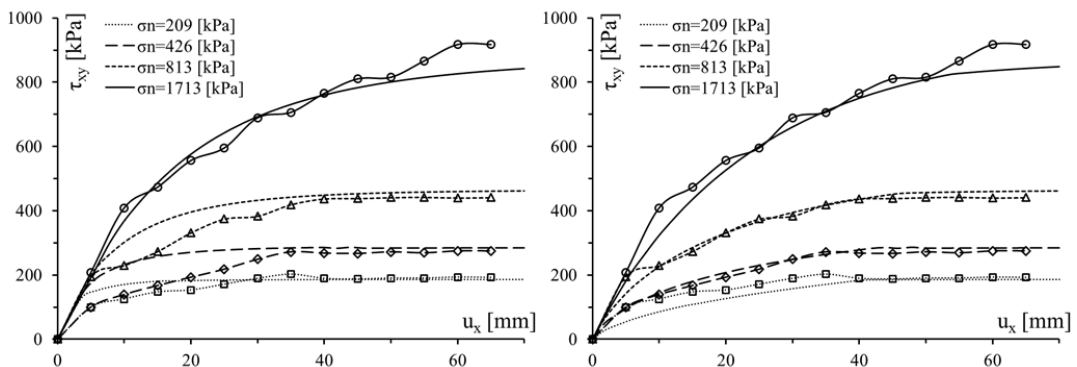 1000
800
600
400
200
0
τxy [kPa]
σn=209 [kPa]
σn=426 [kPa]
σn=813 [kPa]
σn=1713 [kPa]
ux [mm]
0 20 40 60
1000
800
600
400
200
0
τxy [kPa]
σn=209 [kPa]
σn=426 [kPa]
σn=813 [kPa]
σn=1713 [kPa]
ux [mm]
0 20 40 60